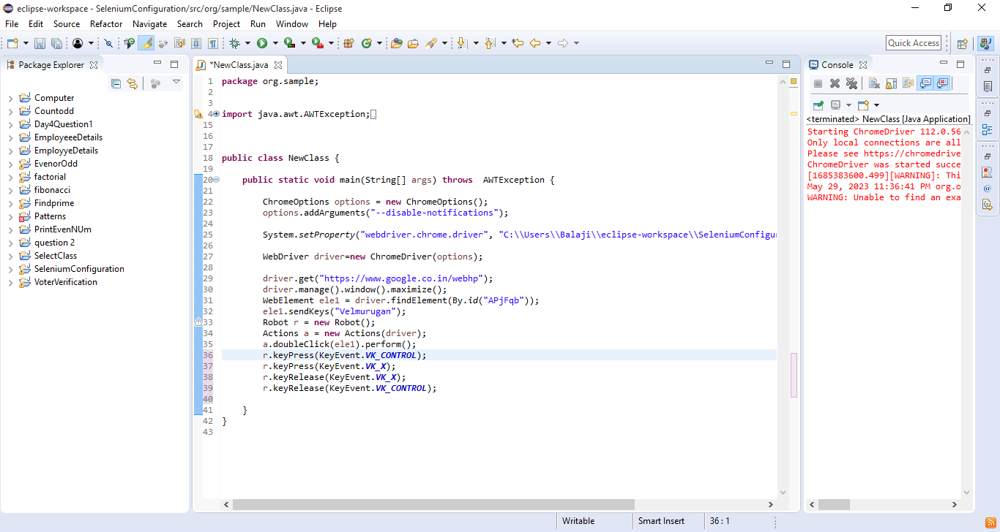 eclipse-workspace - SeleniumConfiguration/src/org/sample/NewClass.java - Eclipse
File Edit Source Refactor Navigate Search Project Run Window Help
Quick Access
Package Explorer
Computer
Countodd
Day4Question1
EmployeeeDetails
EmployyeDetails
EvenorOdd
factorial
fibonacci
Findprime
Patterns
PrintEvenNUm
question 2
SelectClass
SeleniumConfiguration
VoterVerification
*NewClass.java
1 package org.sample;
2
3
4 import java.awt.AWTException;
15
16
17
18 public class NewClass {
19
20 public static void main(String[] args) throws  AWTException {
21
22 ChromeOptions options = new ChromeOptions();
23 options.addArguments("--disable-notifications");
24
25 System.setProperty("webdriver.chrome.driver", "C:\\Users\\Balaji\\eclipse-workspace\\SeleniumConfigur
26
27 WebDriver driver=new ChromeDriver(options);
28
29 driver.get("https://www.google.co.in/webhp");
30 driver.manage().window().maximize();
31 WebElement ele1 = driver.findElement(By.id("APjFqb"));
32 ele1.sendKeys("Velmurugan");
33 Robot r = new Robot();
34 Actions a = new Actions(driver);
35 a.doubleClick(ele1).perform();
36 r.keyPress(KeyEvent.VK_CONTROL);
37 r.keyPress(KeyEvent.VK_X);
38 r.keyRelease(KeyEvent.VK_X);
39 r.keyRelease(KeyEvent.VK_CONTROL);
40
41 }
42 }
43
Console
<terminated> NewClass [Java Application]
Starting ChromeDriver 112.0.56
Only local connections are all
Please see https://chromedrive
ChromeDriver was started succe
[1685383600.499][WARNING]: Thi
May 29, 2023 11:36:41 PM org.o
WARNING: Unable to find an exa
Writable Smart Insert 36 : 1